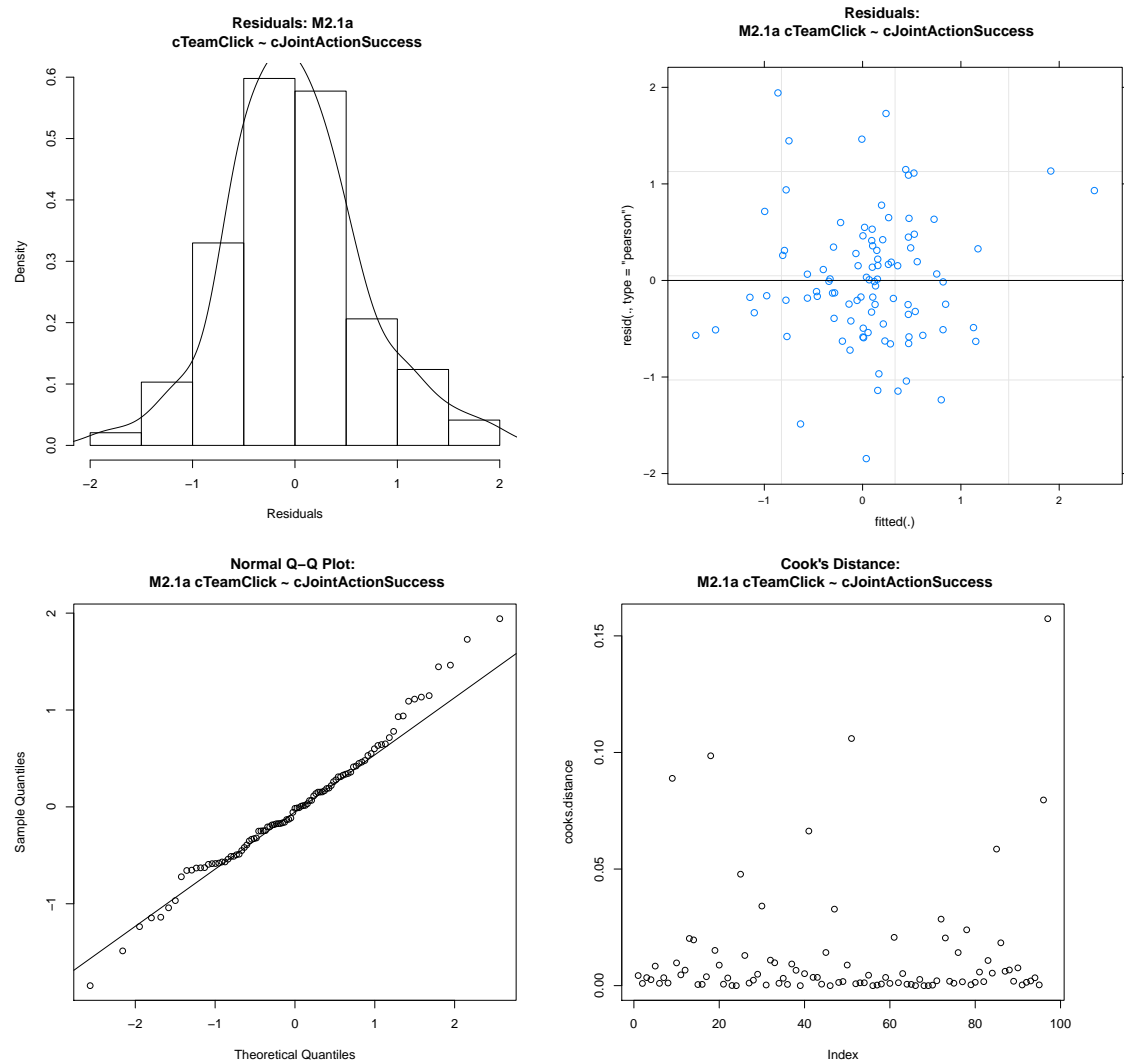 Residuals: M2.1a
cTeamClick ~ cJointActionSuccess
Density
0.0 0.1 0.2 0.3 0.4 0.5 0.6
−2 −1 0 1 2
Residuals
Residuals:
M2.1a cTeamClick ~ cJointActionSuccess
resid(., type = "pearson")
2
1
0
−1
−2
−1 0 1 2
fitted(.)
Normal Q−Q Plot:
M2.1a cTeamClick ~ cJointActionSuccess
Sample Quantiles
−1 0 1 2
−2 −1 0 1 2
Theoretical Quantiles
Cook's Distance:
M2.1a cTeamClick ~ cJointActionSuccess
cooks.distance
0.00 0.05 0.10 0.15
0 20 40 60 80 100
Index